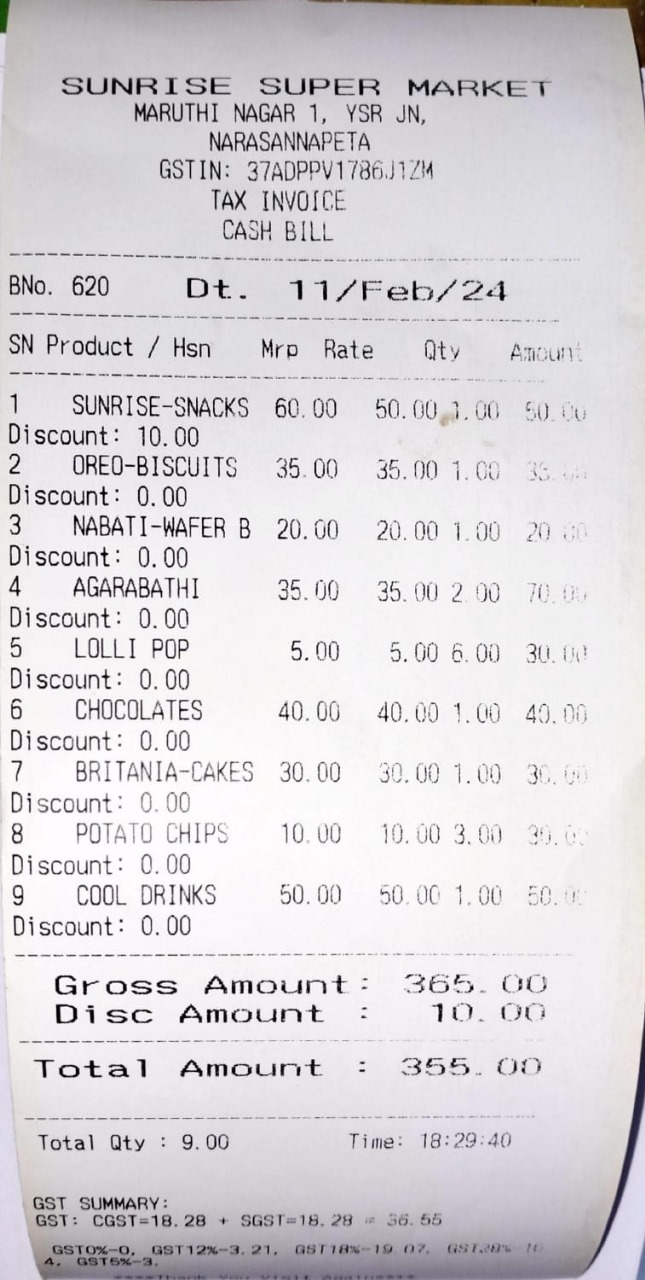 SUNRISE SUPER MARKET
MARUTHI NAGAR 1, YSR JN,
NARASANNAPETA
GSTIN: 37ADPPV1786J1ZM
TAX INVOICE
CASH BILL
BNo. 620 Dt. 11/Feb/24
SN Product / Hsn Mrp Rate Qty Amount
1 SUNRISE-SNACKS 60.00 50.00 1.00 50.00
Discount: 10.00
2 OREO-BISCUITS 35.00 35.00 1.00 35.00
Discount: 0.00
3 NABATI-WAFER B 20.00 20.00 1.00 20.00
Discount: 0.00
4 AGARABATHI 35.00 35.00 2.00 70.00
Discount: 0.00
5 LOLLI POP 5.00 5.00 6.00 30.00
Discount: 0.00
6 CHOCOLATES 40.00 40.00 1.00 40.00
Discount: 0.00
7 BRITANIA-CAKES 30.00 30.00 1.00 30.00
Discount: 0.00
8 POTATO CHIPS 10.00 10.00 3.00 30.00
Discount: 0.00
9 COOL DRINKS 50.00 50.00 1.00 50.00
Discount: 0.00
Gross Amount: 365.00
Disc Amount : 10.00
Total Amount : 355.00
Total Qty : 9.00 Time: 18:29:40
GST SUMMARY:
GST: CGST=18.28 + SGST=18.28 = 36.55
GST0%-0, GST12%-3.21, GST18%-19.07,
4, GST5%-3,